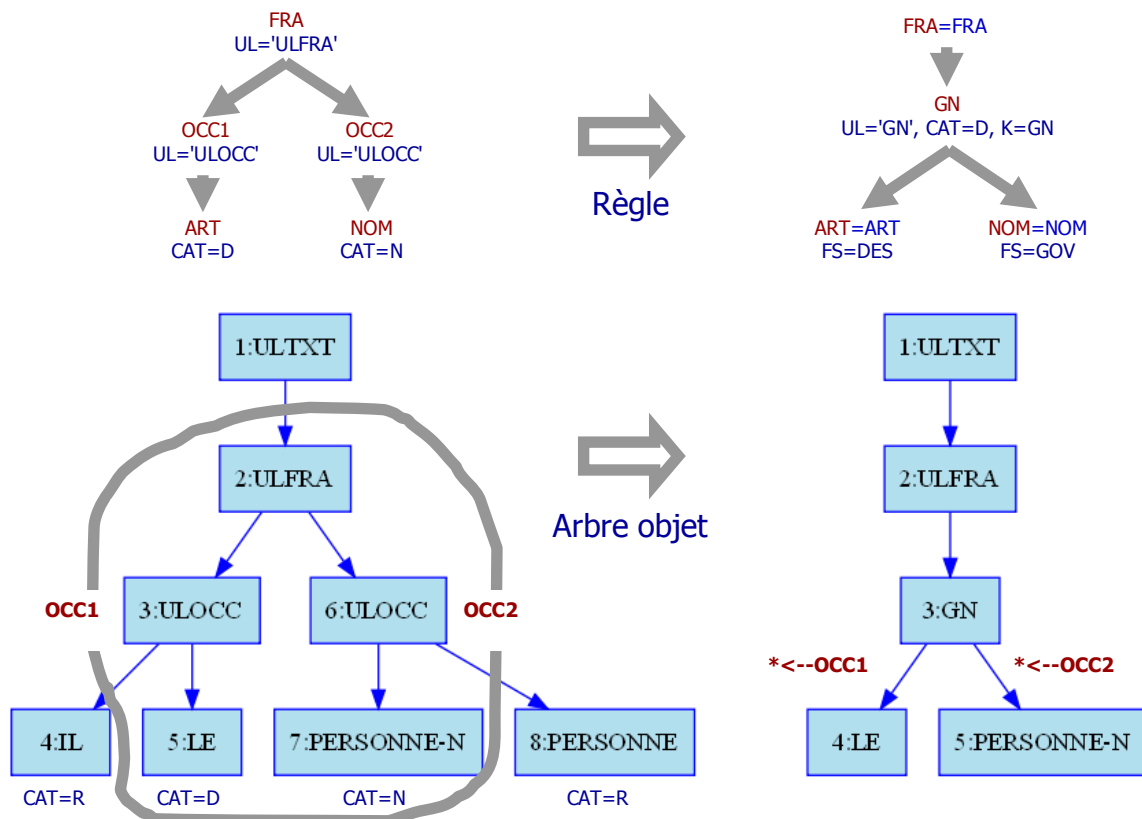 FRA
UL='ULFRA'
OCC1
UL='ULOCC'
OCC2
UL='ULOCC'
ART
CAT=D
NOM
CAT=N
Règle
FRA=FRA
GN
UL='GN', CAT=D, K=GN
ART=ART
FS=DES
NOM=NOM
FS=GOV
1:ULTXT
2:ULFRA
OCC1
3:ULOCC
6:ULOCC
OCC2
4:IL
5:LE
7:PERSONNE-N
8:PERSONNE
CAT=R
CAT=D
CAT=N
CAT=R
Arbre objet
1:ULTXT
2:ULFRA
3:GN
*<--OCC1
*<--OCC2
4:LE
5:PERSONNE-N